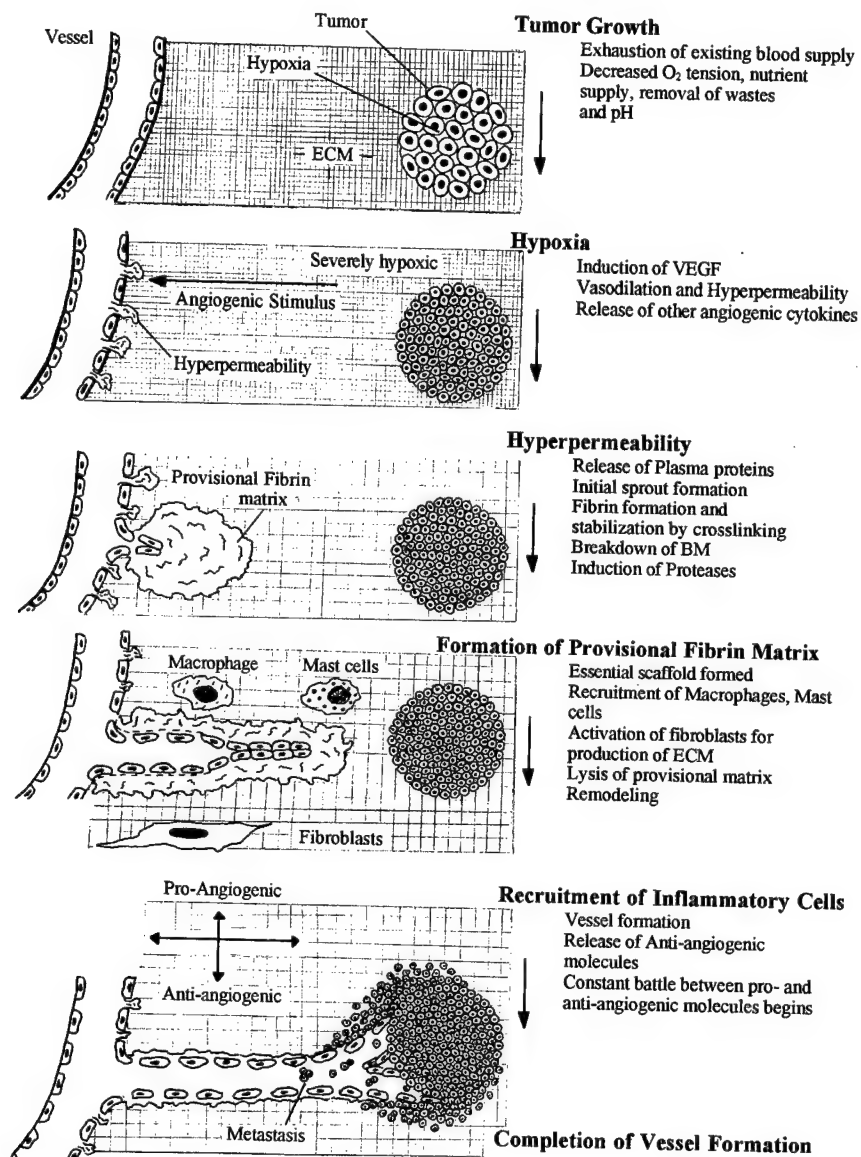 Tumor Growth
Vessel
Tumor
Hypoxia
ECM
Exhaustion of existing blood supply
Decreased O₂ tension, nutrient
supply, removal of wastes
and pH
Hypoxia
Severely hypoxic
Angiogenic Stimulus
Hyperpermeability
Induction of VEGF
Vasodilation and Hyperpermeability
Release of other angiogenic cytokines
Hyperpermeability
Provisional Fibrin
matrix
Release of Plasma proteins
Initial sprout formation
Fibrin formation and
stabilization by crosslinking
Breakdown of BM
Induction of Proteases
Formation of Provisional Fibrin Matrix
Macrophage
Mast cells
Fibroblasts
Essential scaffold formed
Recruitment of Macrophages, Mast
cells
Activation of fibroblasts for
production of ECM
Lysis of provisional matrix
Remodeling
Recruitment of Inflammatory Cells
Pro-Angiogenic
Anti-angiogenic
Vessel formation
Release of Anti-angiogenic
molecules
Constant battle between pro- and
anti-angiogenic molecules begins
Metastasis
Completion of Vessel Formation